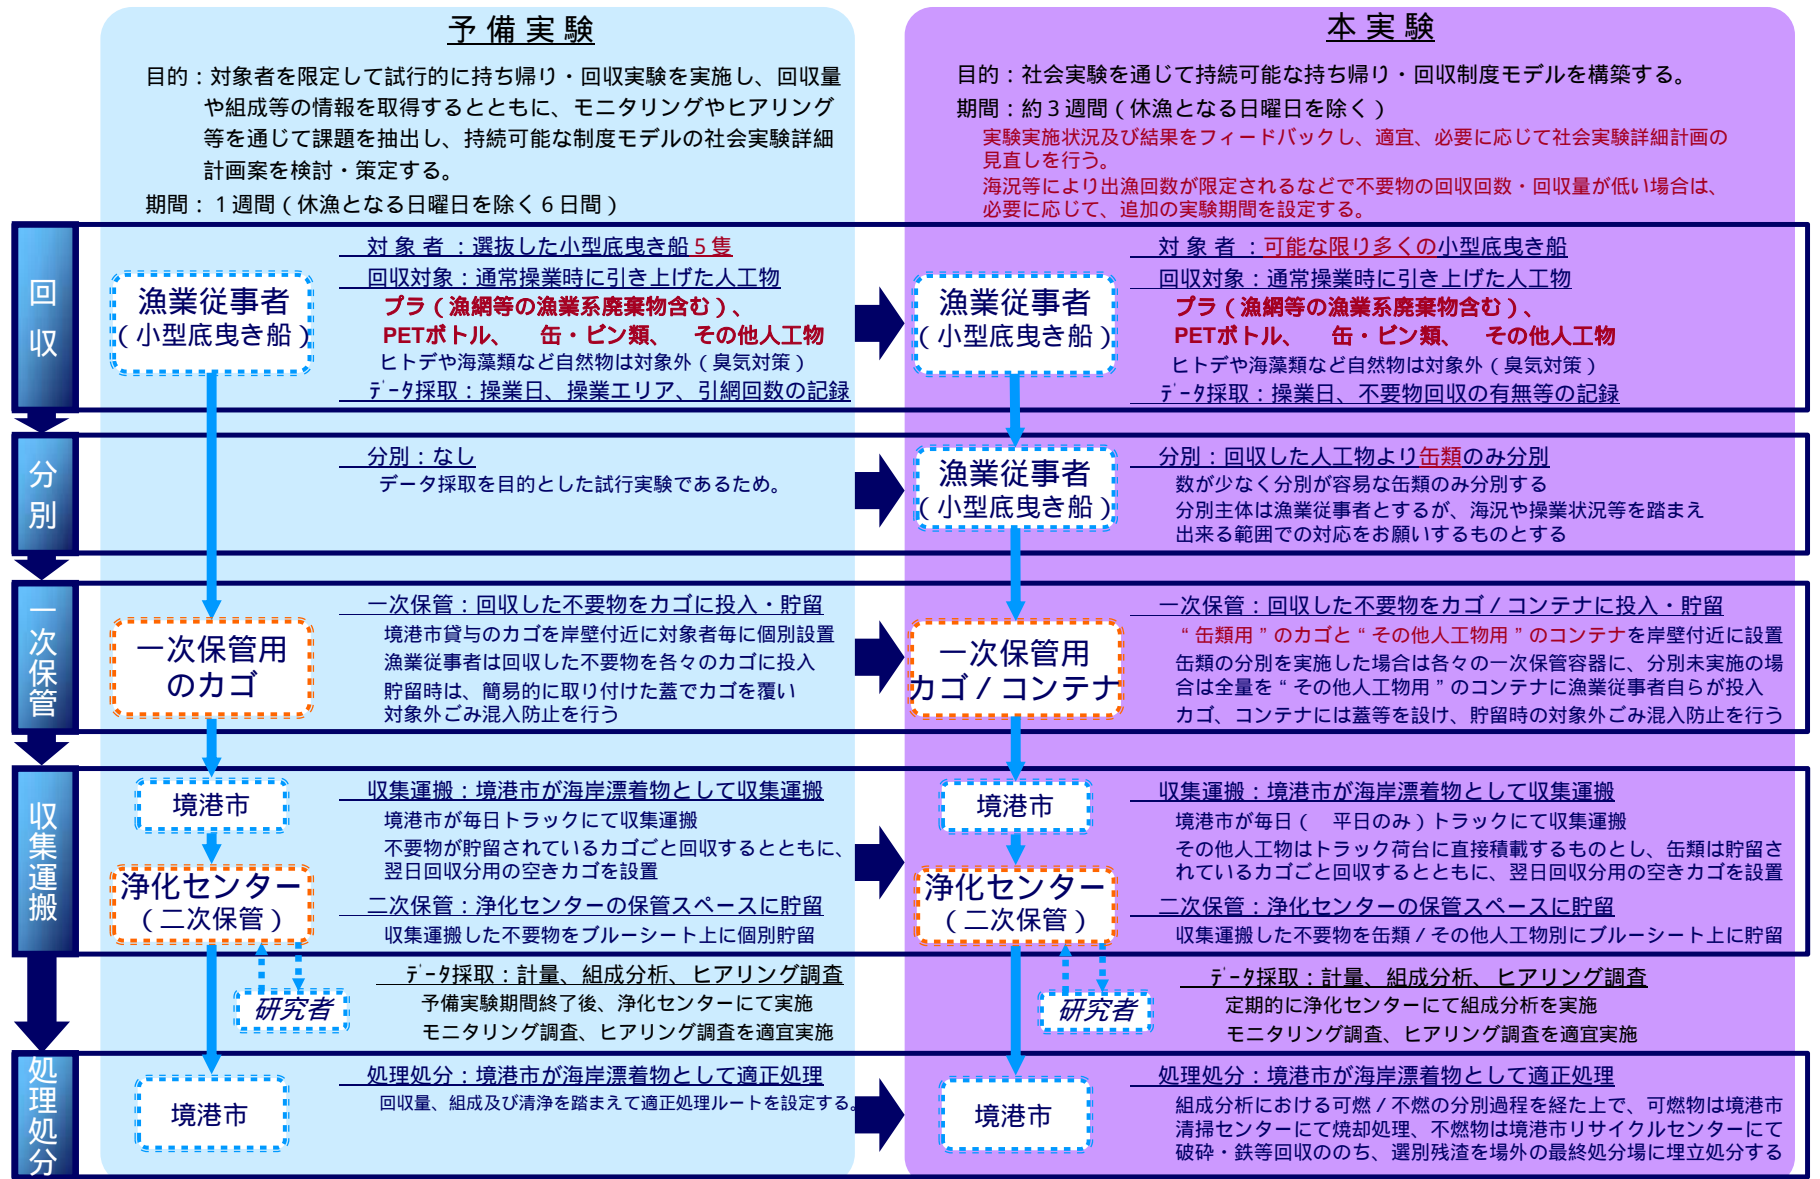 予備実験
目的：対象者を限定して試行的に持ち帰り・回収実験を実施し、回収量
や組成等の情報を取得するとともに、モニタリングやヒアリング
等を通じて課題を抽出し、持続可能な制度モデルの社会実験詳細
計画案を検討・策定する。
期間：１週間（休漁となる日曜日を除く６日間）
本実験
目的：社会実験を通じて持続可能な持ち帰り・回収制度モデルを構築する。
期間：約３週間（休漁となる日曜日を除く）
実験実施状況及び結果をフィードバックし、適宜、必要に応じて社会実験詳細計画の
見直しを行う。
海況等により出漁回数が限定されるなどで不要物の回収回数・回収量が低い場合は、
必要に応じて、追加の実験期間を設定する。
回収
漁業従事者
（小型底曳き船）
対象者：選抜した小型底曳き船５隻
回収対象：通常操業時に引き上げた人工物
プラ（漁網等の漁業系廃棄物含む）、
PETボトル、　缶・ビン類、　その他人工物
ヒトデや海藻類など自然物は対象外（臭気対策）
ﾃﾞｰﾀ採取：操業日、操業エリア、引網回数の記録
漁業従事者
（小型底曳き船）
対象者：可能な限り多くの小型底曳き船
回収対象：通常操業時に引き上げた人工物
プラ（漁網等の漁業系廃棄物含む）、
PETボトル、　缶・ビン類、　その他人工物
ヒトデや海藻類など自然物は対象外（臭気対策）
ﾃﾞｰﾀ採取：操業日、不要物回収の有無等の記録
分別
分別：なし
データ採取を目的とした試行実験であるため。
漁業従事者
（小型底曳き船）
分別：回収した人工物より缶類のみ分別
数が少なく分別が容易な缶類のみ分別する
分別主体は漁業従事者とするが、海況や操業状況等を踏まえ
出来る範囲での対応をお願いするものとする
一次保管
一次保管用
のカゴ
一次保管：回収した不要物をカゴに投入・貯留
境港市貸与のカゴを岸壁付近に対象者毎に個別設置
漁業従事者は回収した不要物を各々のカゴに投入
貯留時は、簡易的に取り付けた蓋でカゴを覆い
対象外ごみ混入防止を行う
一次保管用
カゴ／コンテナ
一次保管：回収した不要物をカゴ／コンテナに投入・貯留
“缶類用”のカゴと“その他人工物用”のコンテナを岸壁付近に設置
缶類の分別を実施した場合は各々の一次保管容器に、分別未実施の場
合は全量を“その他人工物用”のコンテナに漁業従事者自らが投入
カゴ、コンテナには蓋等を設け、貯留時の対象外ごみ混入防止を行う
収集運搬
境港市
浄化センター
（二次保管）
収集運搬：境港市が海岸漂着物として収集運搬
境港市が毎日トラックにて収集運搬
不要物が貯留されているカゴごと回収するとともに、
翌日回収分用の空きカゴを設置
二次保管：浄化センターの保管スペースに貯留
収集運搬した不要物をブルーシート上に個別貯留
境港市
浄化センター
（二次保管）
収集運搬：境港市が海岸漂着物として収集運搬
境港市が毎日（　平日のみ）トラックにて収集運搬
その他人工物はトラック荷台に直接積載するものとし、缶類は貯留さ
れているカゴごと回収するとともに、翌日回収分用の空きカゴを設置
二次保管：浄化センターの保管スペースに貯留
収集運搬した不要物を缶類／その他人工物別にブルーシート上に貯留
研究者
ﾃﾞｰﾀ採取：計量、組成分析、ヒアリング調査
予備実験期間終了後、浄化センターにて実施
モニタリング調査、ヒアリング調査を適宜実施
研究者
ﾃﾞｰﾀ採取：計量、組成分析、ヒアリング調査
定期的に浄化センターにて組成分析を実施
モニタリング調査、ヒアリング調査を適宜実施
処理処分
境港市
処理処分：境港市が海岸漂着物として適正処理
回収量、組成及び清浄を踏まえて適正処理ルートを設定する。
境港市
処理処分：境港市が海岸漂着物として適正処理
組成分析における可燃／不燃の分別過程を経た上で、可燃物は境港市
清掃センターにて焼却処理、不燃物は境港市リサイクルセンターにて
破砕・鉄等回収ののち、選別残渣を場外の最終処分場に埋立処分する